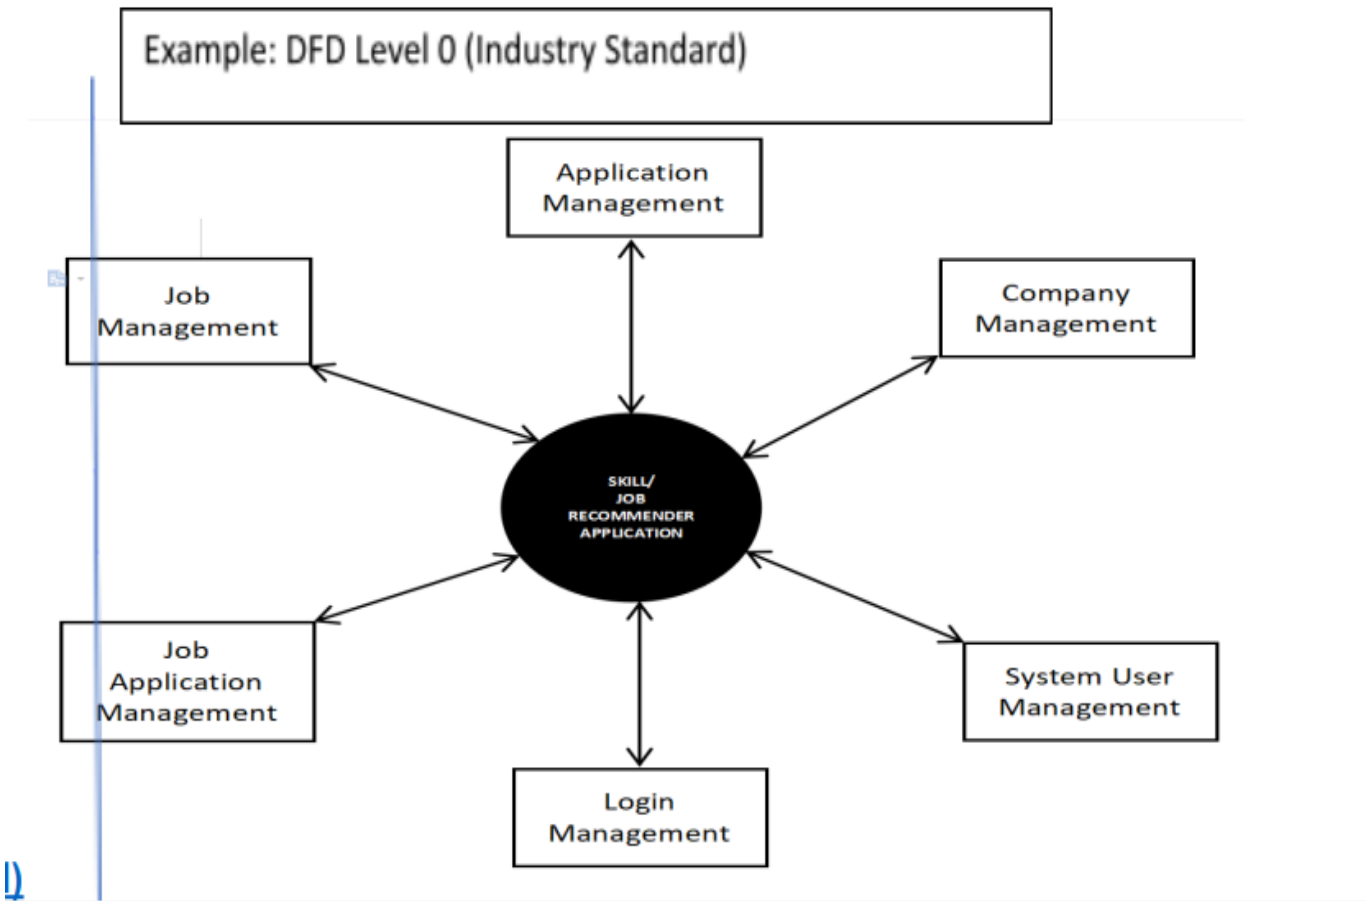 Example: DFD Level 0 (Industry Standard)
Application
Management
Job
Management
Company
Management
SKILL/
JOB
RECOMMENDER
APPLICATION
Job
Application
Management
System User
Management
Login
Management